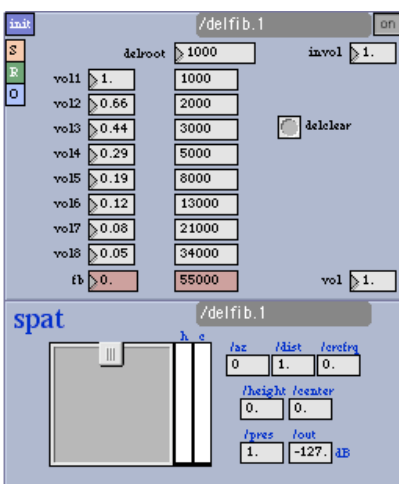 init /delfib.1 on
S
R
O
delroot 1000 invol 1.
vol1 1. 1000
vol2 0.66 2000
vol3 0.44 3000
delclear
vol4 0.29 5000
vol5 0.19 8000
vol6 0.12 13000
vol7 0.08 21000
vol8 0.05 34000
fb 0. 55000 vol 1.
spat /delfib.1
h c
/az /dist /crcfrq
0 1. 0.
/height /center
0. 0.
/pres /out
1. -127. dB